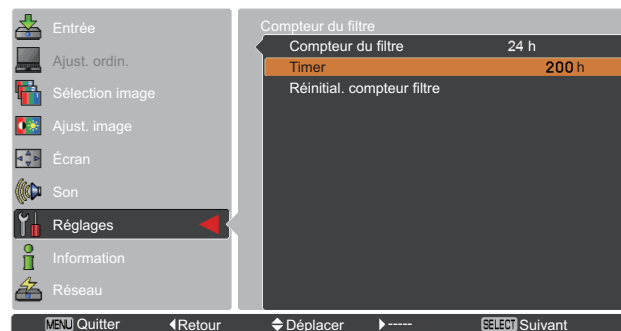 Entrée
Ajust. ordin.
Sélection image
Ajust. image
Écran
Son
Réglages
Information
Réseau
Compteur du filtre
Compteur du filtre 24 h
Timer 200 h
Réinitial. compteur filtre
MENU Quitter Retour Déplacer ----- SELECT Suivant